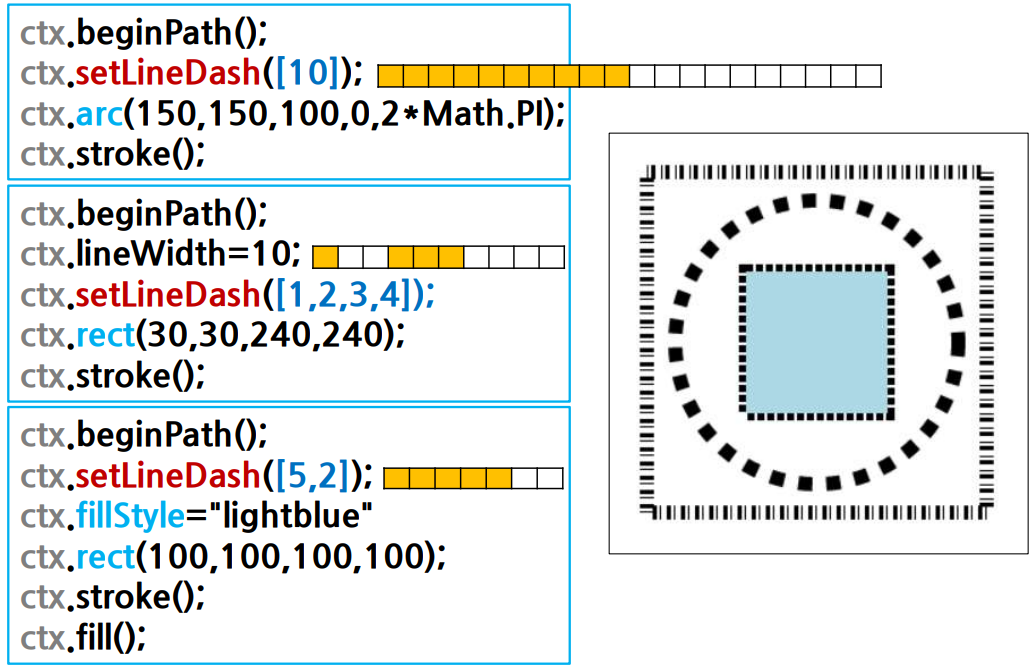 ctx.beginPath();
ctx.setLineDash([10]);
ctx.arc(150,150,100,0,2*Math.PI);
ctx.stroke();
ctx.beginPath();
ctx.lineWidth=10;
ctx.setLineDash([1,2,3,4]);
ctx.rect(30,30,240,240);
ctx.stroke();
ctx.beginPath();
ctx.setLineDash([5,2]);
ctx.fillStyle="lightblue"
ctx.rect(100,100,100,100);
ctx.stroke();
ctx.fill();